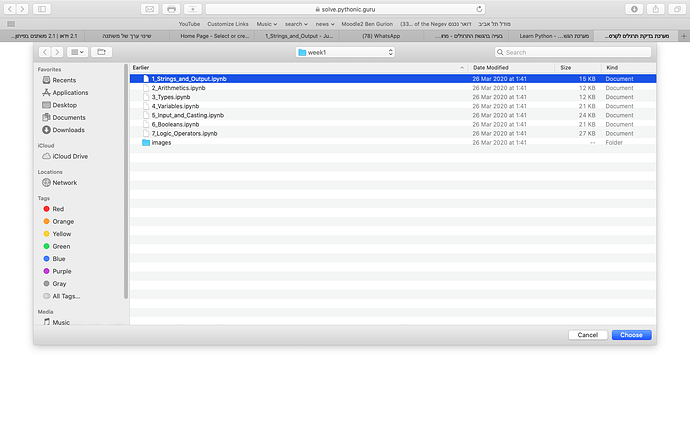 solve.pythonic.guru
YouTube Customize Links Music search news Moodle2 Ben Gurion (33... of the Negev דואר נכנס מודל תל אביב
2.1 משתנים בפייתון... 2.1 וידאו שינוי ערך של משתנה Home Page - Select or cre... 1_Strings_and_Output - Ju... (78) WhatsApp בעיה בהגשת התרגילים - מחו... Learn Python - מערכת הגש... מערכת בדיקת תרגילים לקורס...
week1 Search
Favorites
Recents
Applications
Desktop
Documents
Downloads
iCloud
iCloud Drive
Locations
Network
Tags
Red
Orange
Yellow
Green
Blue
Purple
Gray
All Tags...
Media
Music
Earlier Date Modified Size Kind
1_Strings_and_Output.ipynb 26 Mar 2020 at 1:41 15 KB Document
2_Arithmetics.ipynb 26 Mar 2020 at 1:41 12 KB Document
3_Types.ipynb 26 Mar 2020 at 1:41 12 KB Document
4_Variables.ipynb 26 Mar 2020 at 1:41 21 KB Document
5_Input_and_Casting.ipynb 26 Mar 2020 at 1:41 24 KB Document
6_Booleans.ipynb 26 Mar 2020 at 1:41 21 KB Document
7_Logic_Operators.ipynb 26 Mar 2020 at 1:41 27 KB Document
images 26 Mar 2020 at 1:41 -- Folder
Cancel Choose